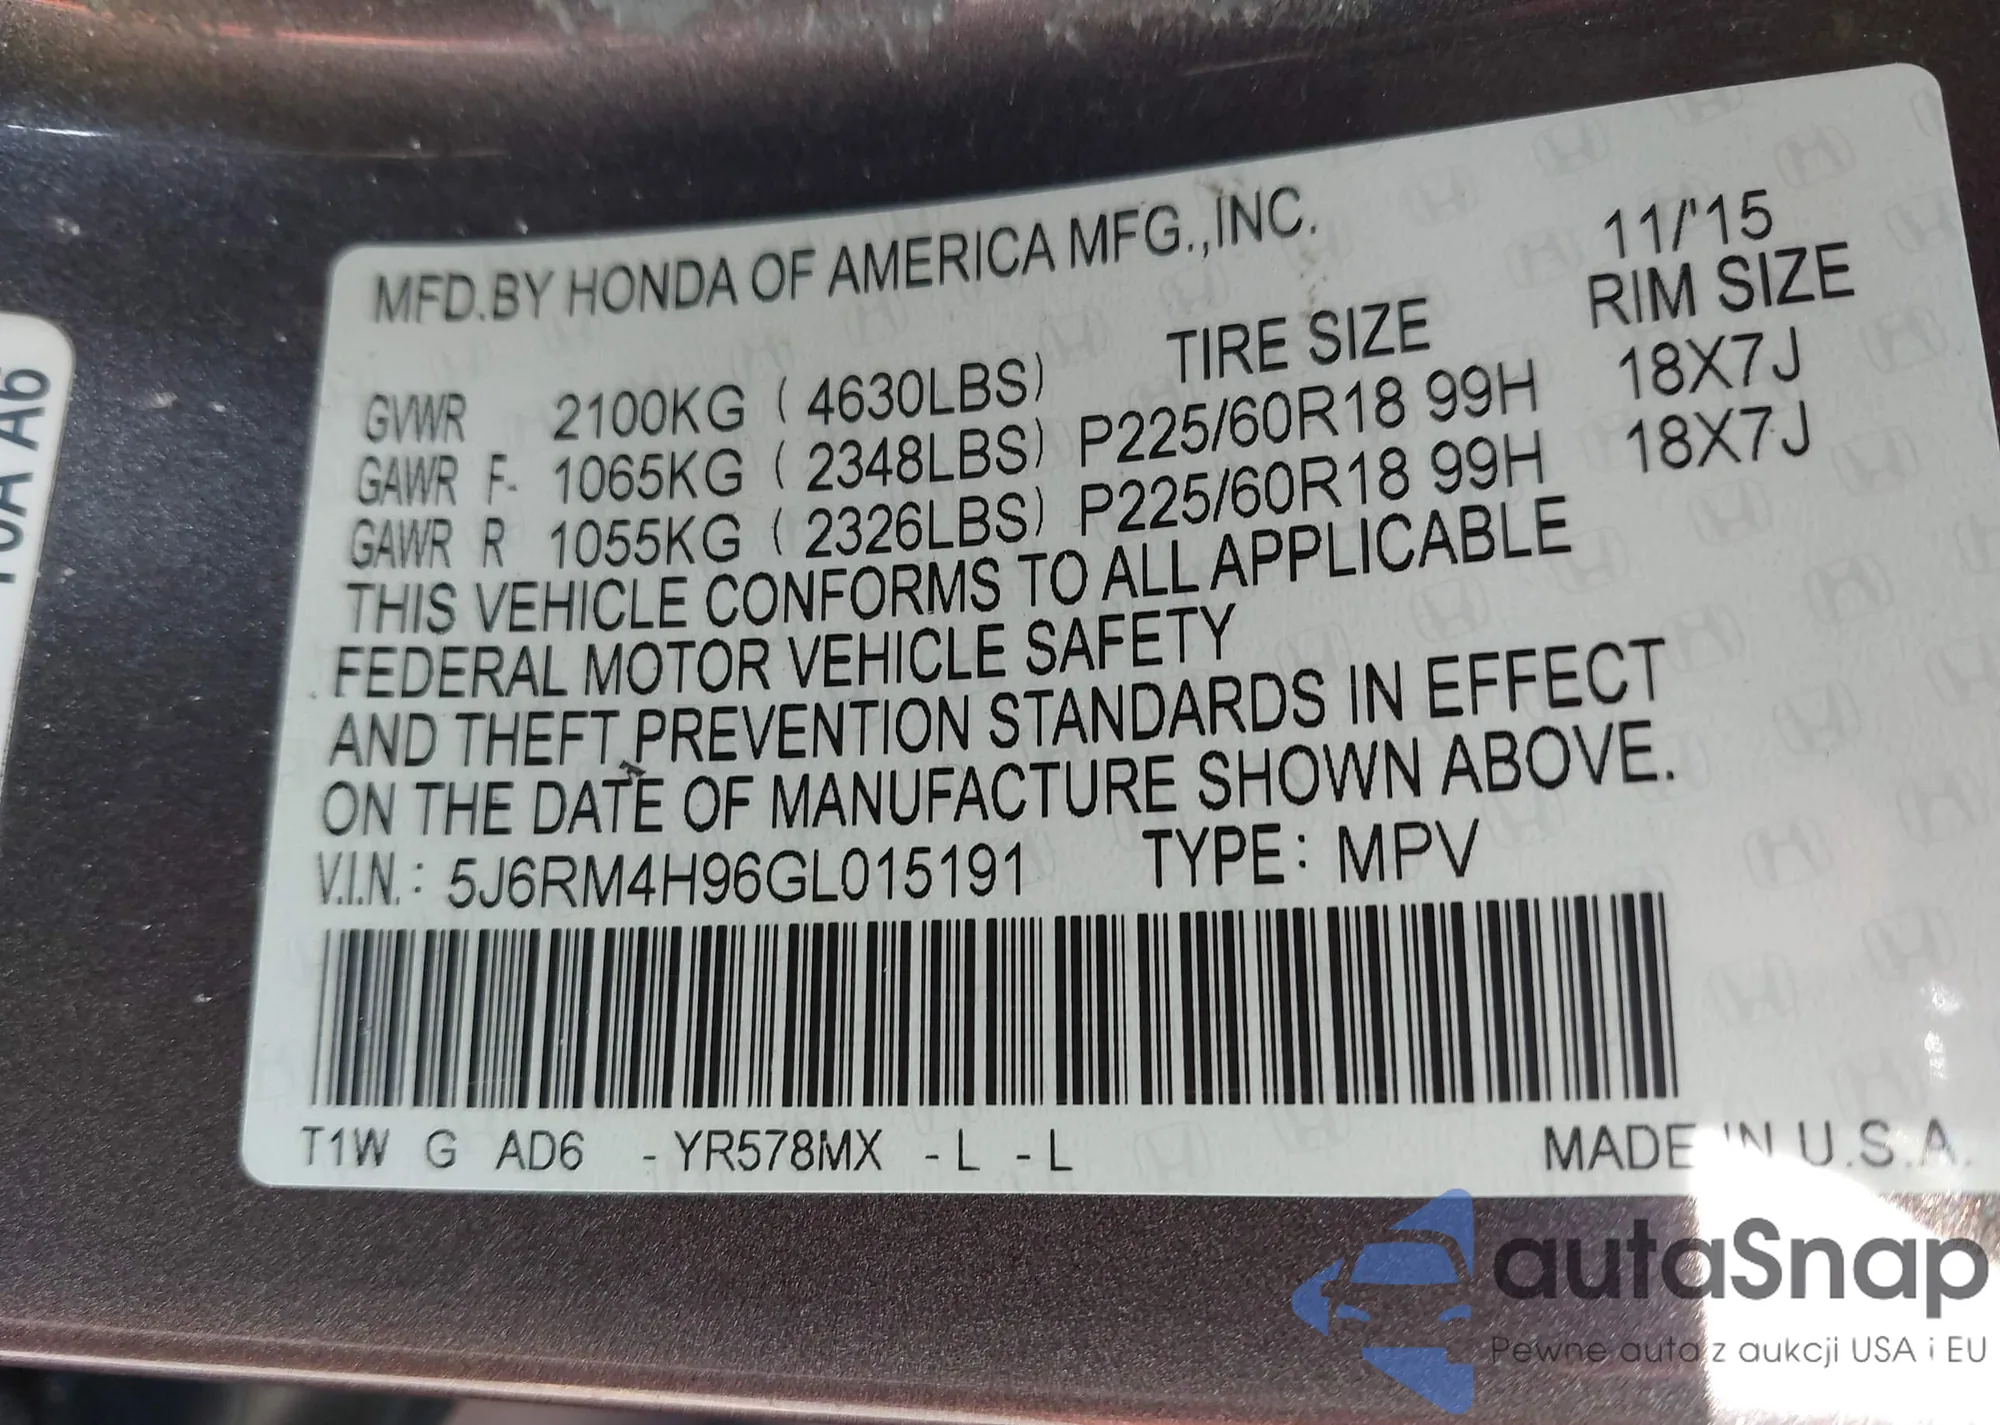 10A A6
MFD.BY HONDA OF AMERICA MFG.,INC. 11/'15
TIRE SIZE RIM SIZE
GVWR 2100KG ( 4630LBS)
GAWR F- 1065KG ( 2348LBS) P225/60R18 99H 18X7J
GAWR R 1055KG ( 2326LBS) P225/60R18 99H 18X7J
THIS VEHICLE CONFORMS TO ALL APPLICABLE
FEDERAL MOTOR VEHICLE SAFETY
AND THEFT PREVENTION STANDARDS IN EFFECT
ON THE DATE OF MANUFACTURE SHOWN ABOVE.
V.I.N.: 5J6RM4H96GL015191 TYPE: MPV
T1W G AD6 -YR578MX -L -L MADE IN U.S.A.
autaSnap
Pewne auta z aukcji USA i EU